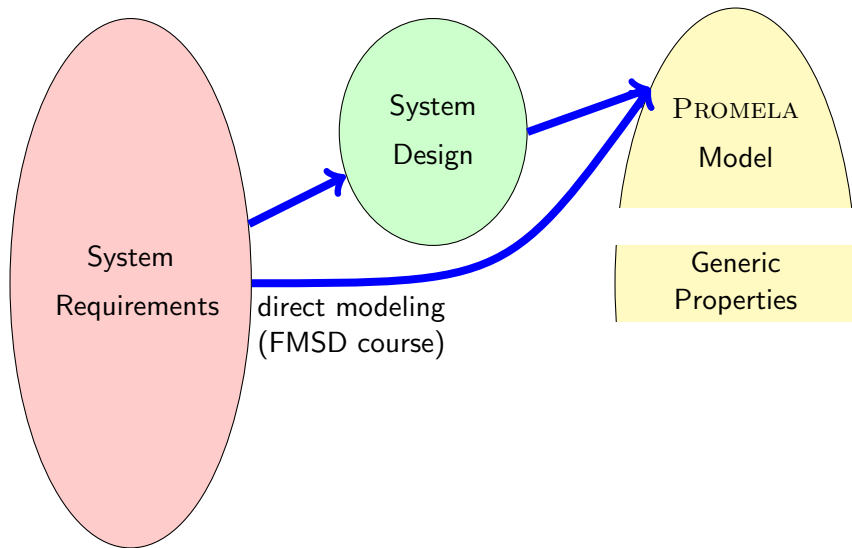 System
Requirements
System
Design
direct modeling
(FMSD course)
PROMELA
Model
Generic
Properties